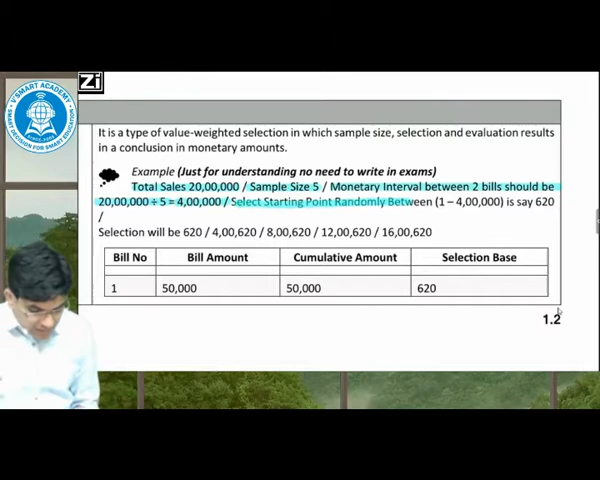 V'SMART ACADEMY
SMART DECISION FOR SMART EDUCATION
Zi
It is a type of value-weighted selection in which sample size, selection and evaluation results
in a conclusion in monetary amounts.
Example (Just for understanding no need to write in exams)
Total Sales 20,00,000 / Sample Size 5 / Monetary Interval between 2 bills should be
20,00,000 ÷ 5 = 4,00,000 / Select Starting Point Randomly Between (1 – 4,00,000) is say 620
/
Selection will be 620 / 4,00,620 / 8,00,620 / 12,00,620 / 16,00,620
Bill No Bill Amount Cumulative Amount Selection Base
1 50,000 50,000 620
1.2